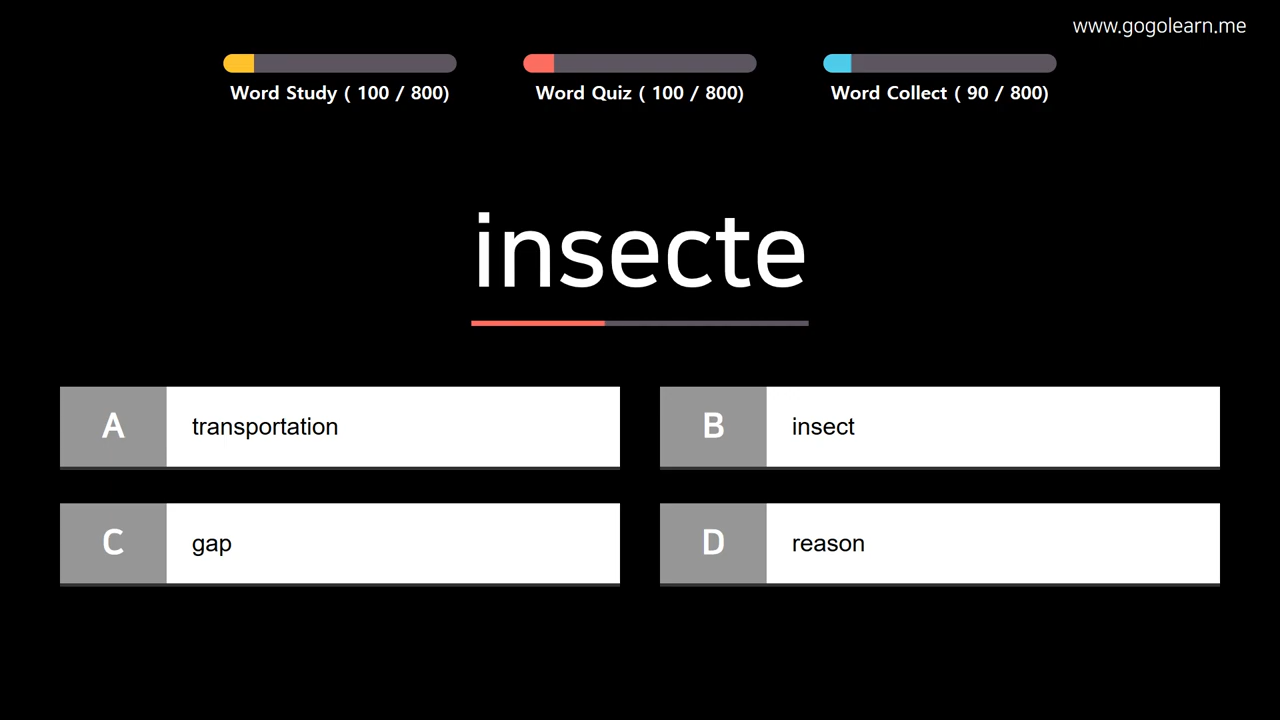 www.gogolearn.me
Word Study ( 100 / 800)
Word Quiz ( 100 / 800)
Word Collect ( 90 / 800)
insecte
A transportation
B insect
C gap
D reason